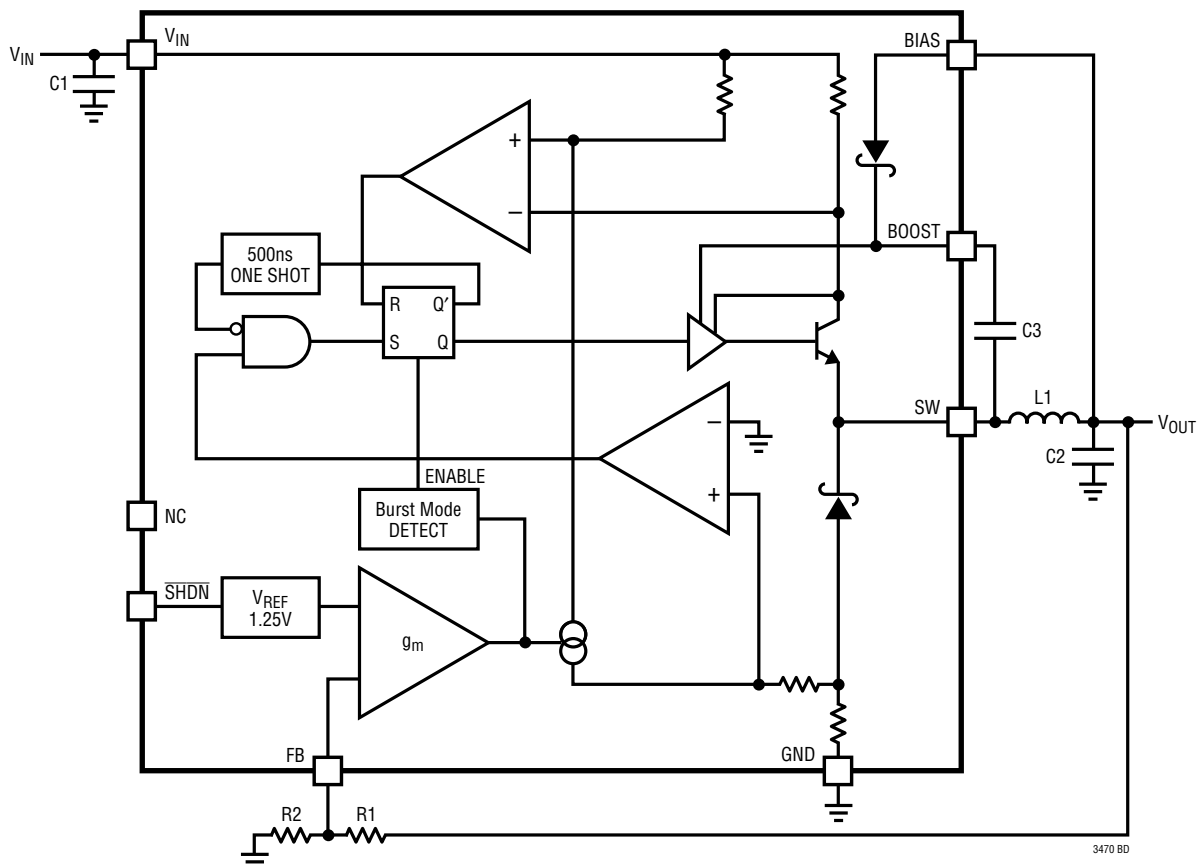 V_IN
V_IN
C1
BIAS
+
−
BOOST
500ns
ONE SHOT
R
Q′
S
Q
C3
SW
L1
V_OUT
C2
−
+
ENABLE
Burst Mode
DETECT
NC
SHDN
V_REF
1.25V
g_m
FB
GND
R2
R1
3470 BD